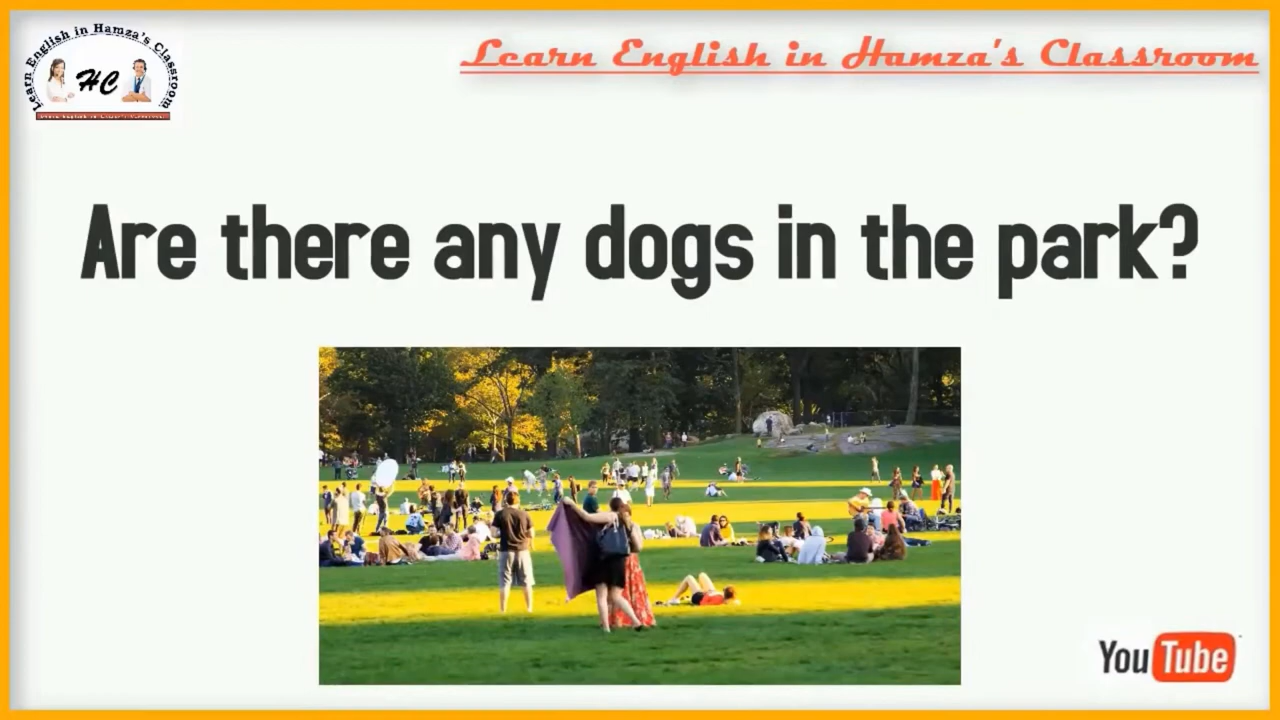 Learn English in Hamza's Classroom
HC
Learn English in Hamza's Classroom
Are there any dogs in the park?
YouTube